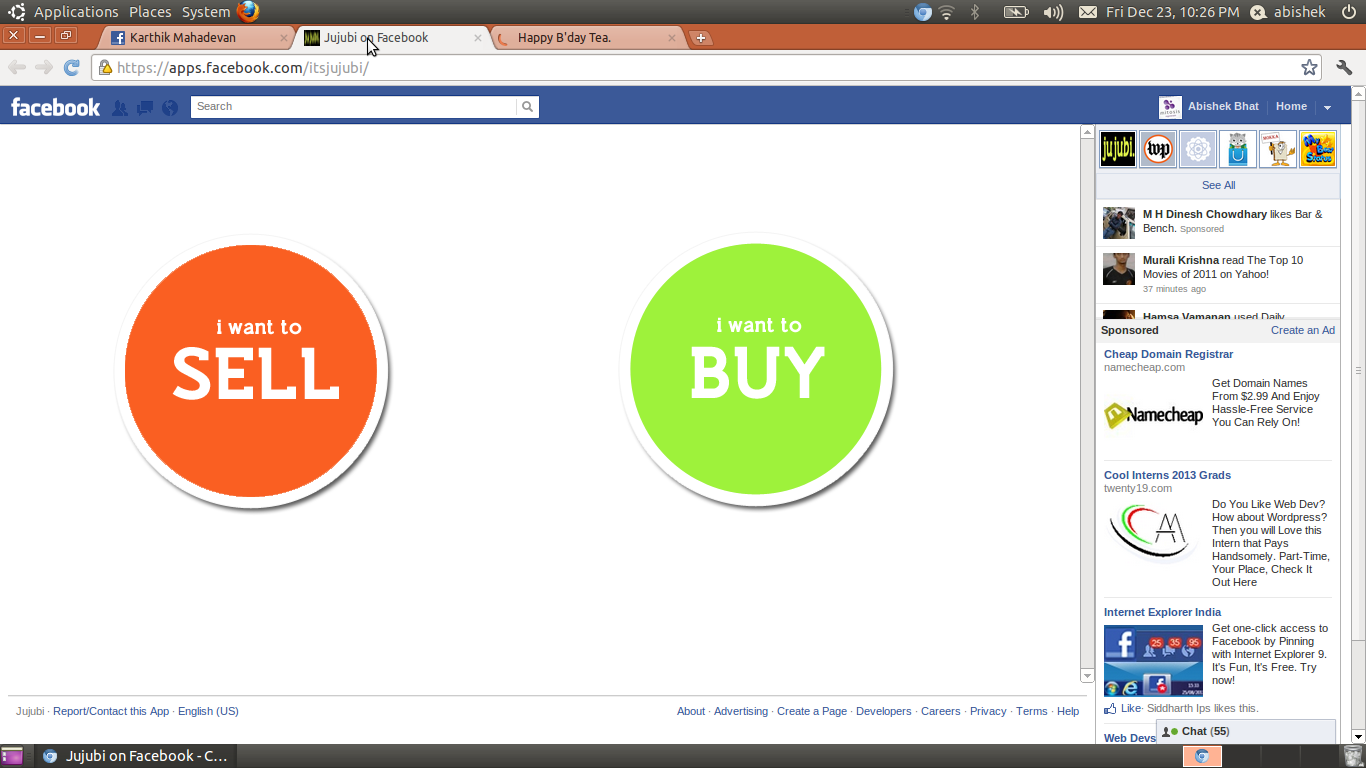 Applications Places System
Fri Dec 23, 10:26 PM abishek
Karthik Mahadevan
Jujubi on Facebook
Happy B'day Tea.
https://apps.facebook.com/itsjujubi/
facebook
Search
Abishek Bhat
Home
jujubi.
wp
See All
M H Dinesh Chowdhary likes Bar &
Bench. Sponsored
Murali Krishna read The Top 10
Movies of 2011 on Yahoo!
37 minutes ago
Hamsa Vamanan used Daily
i want to
SELL
i want to
BUY
Sponsored
Create an Ad
Cheap Domain Registrar
namecheap.com
Namecheap
Get Domain Names
From $2.99 And Enjoy
Hassle-Free Service
You Can Rely On!
Cool Interns 2013 Grads
twenty19.com
Do You Like Web Dev?
How about Wordpress?
Then you will Love this
Intern that Pays
Handsomely. Part-Time,
Your Place, Check It
Out Here
Internet Explorer India
25 35 95
Get one-click access to
Facebook by Pinning
with Internet Explorer 9.
It's Fun, It's Free. Try
now!
Like · Siddharth Ips likes this.
Web Devs
Chat (55)
Jujubi · Report/Contact this App · English (US)
About · Advertising · Create a Page · Developers · Careers · Privacy · Terms · Help
Jujubi on Facebook - C...